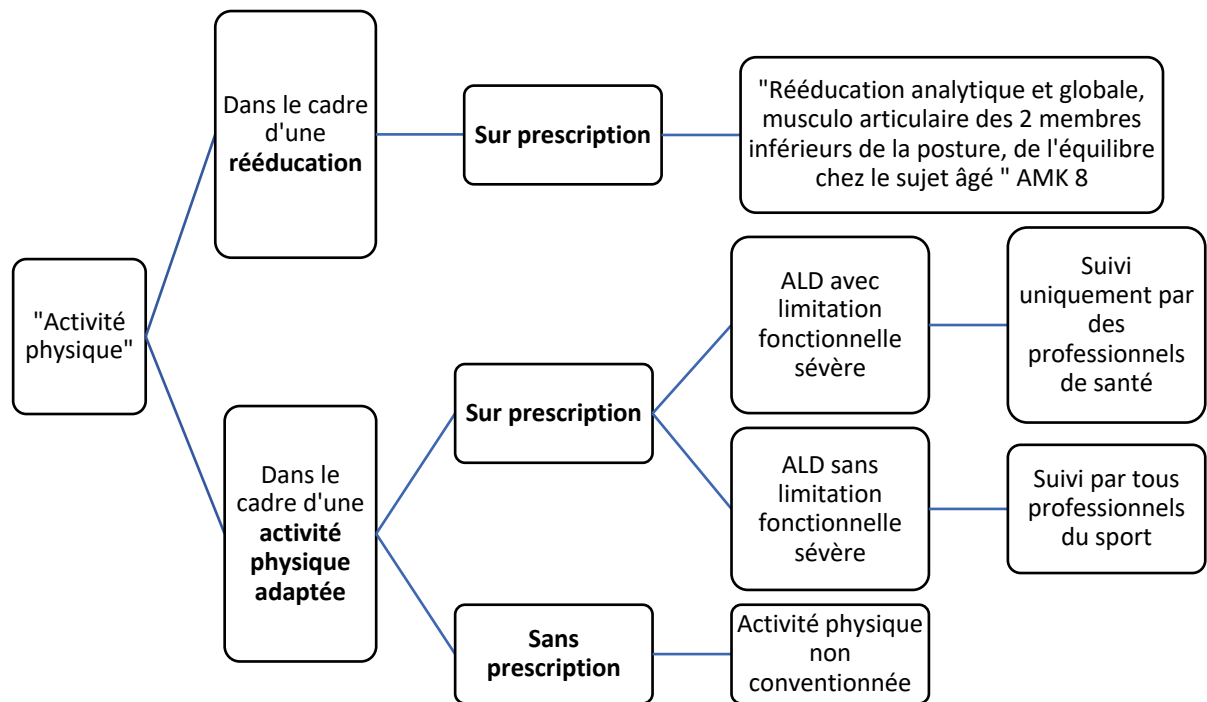 "Activité
physique"
Dans le cadre
d'une
rééducation
Sur prescription
"Rééducation analytique et globale,
musculo articulaire des 2 membres
inférieurs de la posture, de l'équilibre
chez le sujet âgé " AMK 8
Dans le
cadre d'une
activité
physique
adaptée
Sur prescription
ALD avec
limitation
fonctionnelle
sévère
Suivi
uniquement par
des
professionnels
de santé
ALD sans
limitation
fonctionnelle
sévère
Suivi par tous
professionnels
du sport
Sans
prescription
Activité physique
non
conventionnée